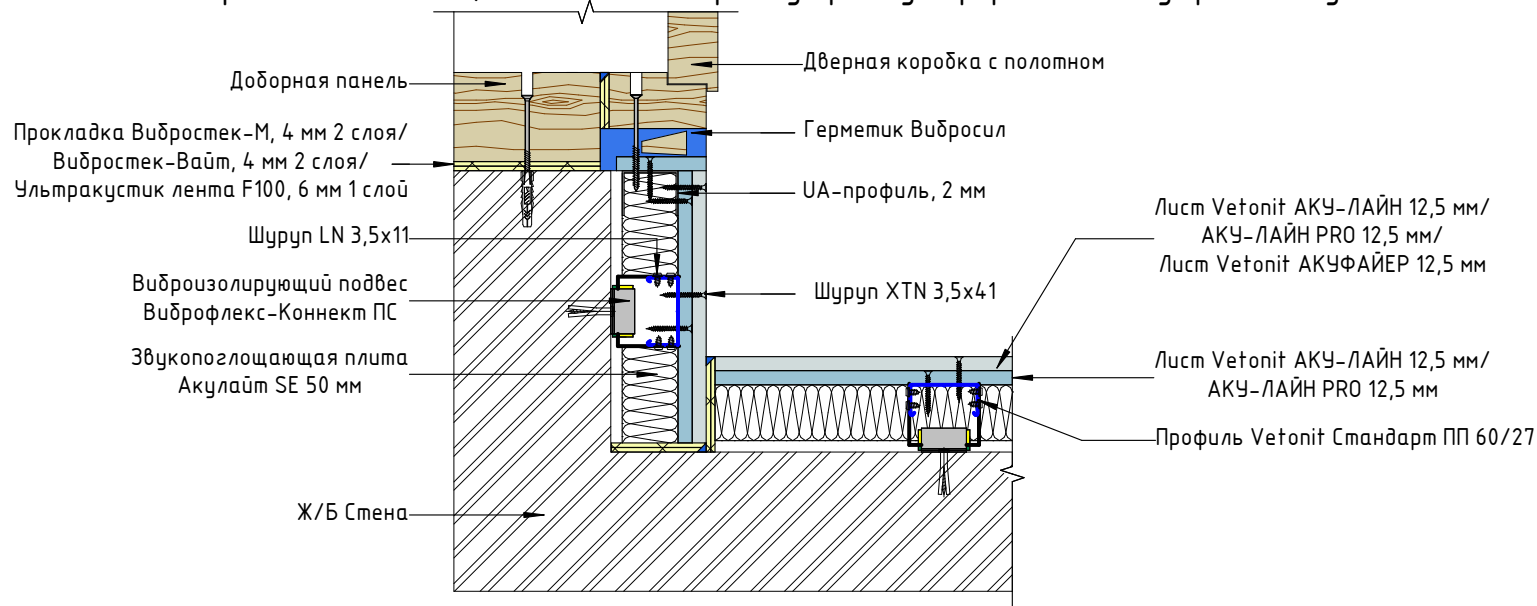 Доборная панель
Прокладка Вибростек-М, 4 мм 2 слоя/
Вибростек-Вайт, 4 мм 2 слоя/
Ультракустик лента F100, 6 мм 1 слой
Шуруп LN 3,5x11
Виброизолирующий подвес
Виброфлекс-Коннект ПС
Звукопоглощающая плита
Акулайт SE 50 мм
Ж/Б Стена
Дверная коробка с полотном
Герметик Вибросил
UA-профиль, 2 мм
Шуруп XTN 3,5x41
Лист Vetonit АКУ-ЛАЙН 12,5 мм/
АКУ-ЛАЙН PRO 12,5 мм/
Лист Vetonit АКУФАЙЕР 12,5 мм
Лист Vetonit АКУ-ЛАЙН 12,5 мм/
АКУ-ЛАЙН PRO 12,5 мм
Профиль Vetonit Стандарт ПП 60/27